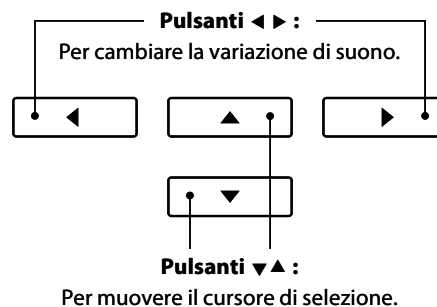 Pulsanti ◀ ▶ :
Per cambiare la variazione di suono.
◀ ▲ ▶
▼
Pulsanti ▼▲ :
Per muovere il cursore di selezione.